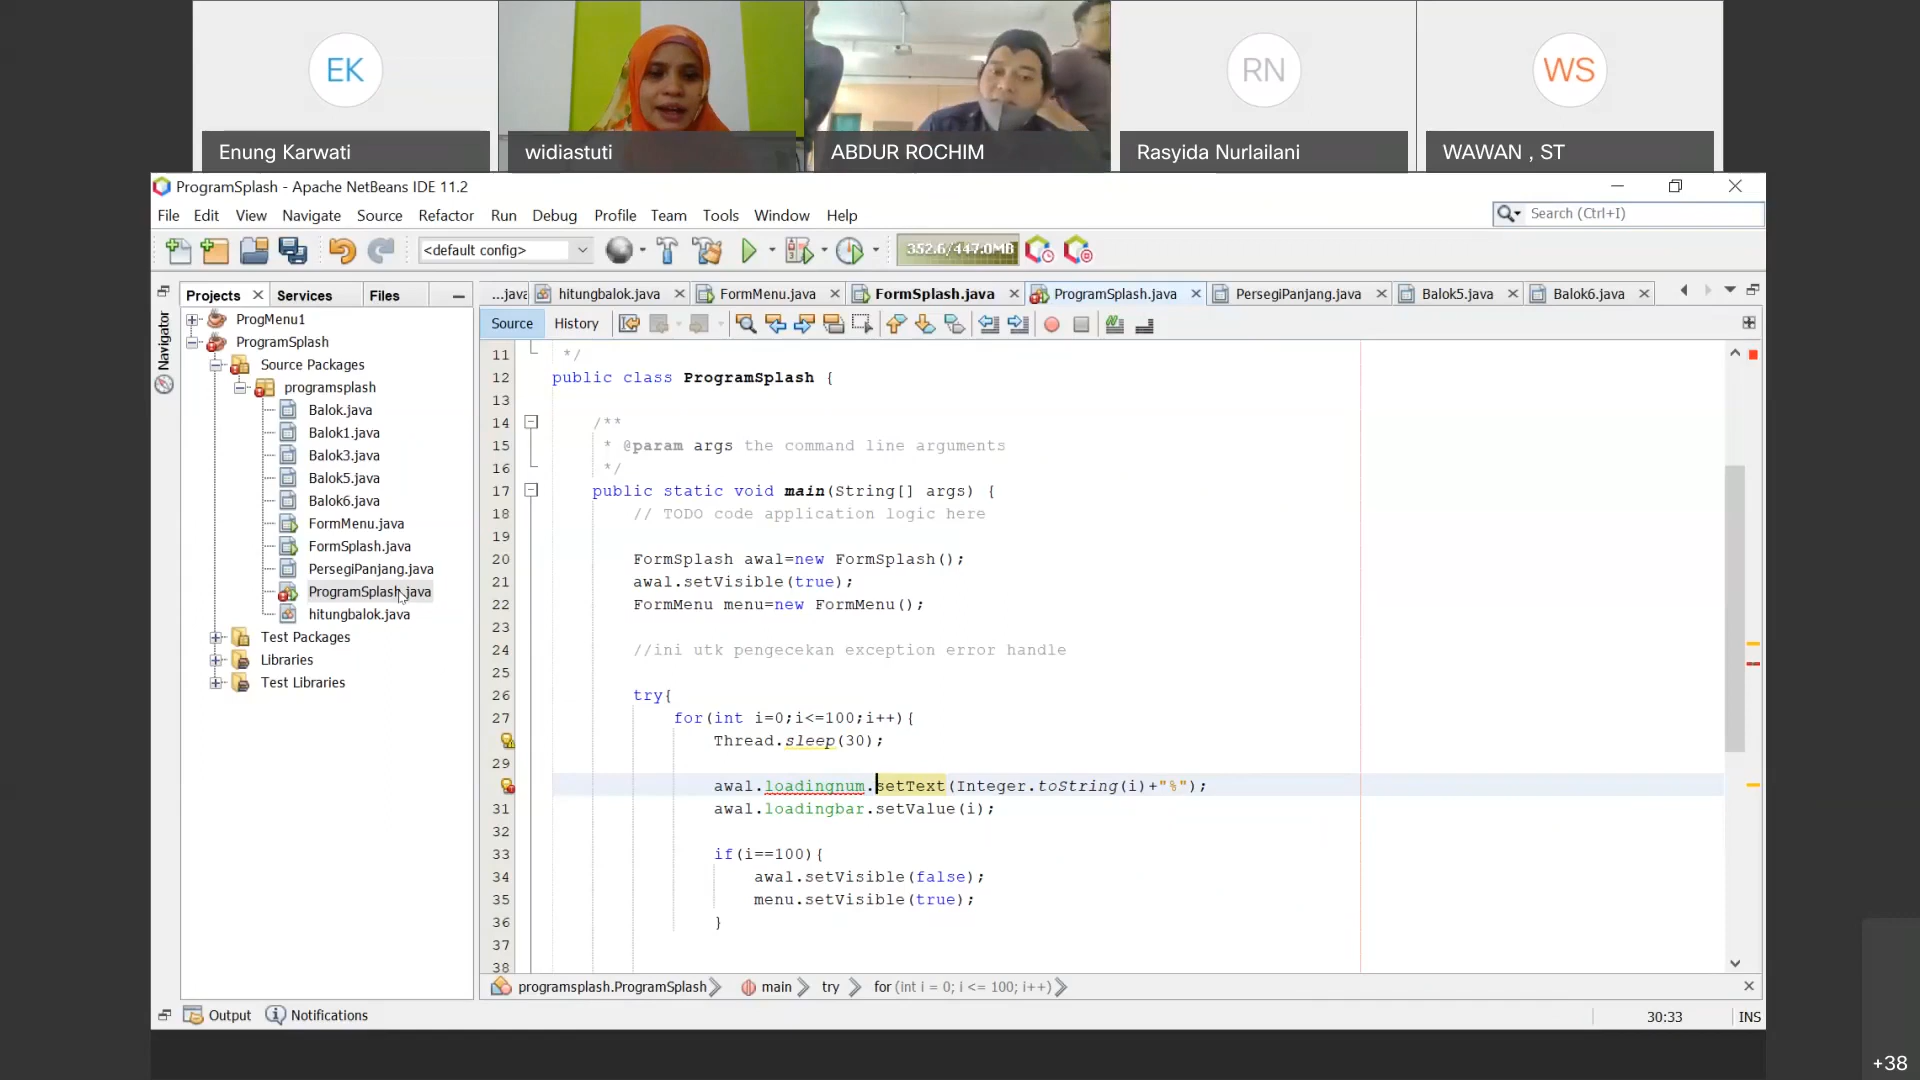 EK
RN
WS
Enung Karwati
widiastuti
ABDUR ROCHIM
Rasyida Nurlailani
WAWAN , ST
ProgramSplash - Apache NetBeans IDE 11.2
File Edit View Navigate Source Refactor Run Debug Profile Team Tools Window Help
Search (Ctrl+I)
<default config>
352.6/447.0MB
Projects
Services
Files
...java
hitungbalok.java
FormMenu.java
FormSplash.java
ProgramSplash.java
PersegiPanjang.java
Balok5.java
Balok6.java
Navigator
Source
History
ProgMenu1
ProgramSplash
Source Packages
programsplash
Balok.java
Balok1.java
Balok3.java
Balok5.java
Balok6.java
FormMenu.java
FormSplash.java
PersegiPanjang.java
ProgramSplash.java
hitungbalok.java
Test Packages
Libraries
Test Libraries
11 */
12 public class ProgramSplash {
13
14 /**
15 * @param args the command line arguments
16 */
17 public static void main(String[] args) {
18 // TODO code application logic here
19
20 FormSplash awal=new FormSplash();
21 awal.setVisible(true);
22 FormMenu menu=new FormMenu();
23
24 //ini utk pengecekan exception error handle
25
26 try{
27 for(int i=0;i<=100;i++){
Thread.sleep(30);
29
awal.loadingnum.setText(Integer.toString(i)+"%");
31 awal.loadingbar.setValue(i);
32
33 if(i==100){
34 awal.setVisible(false);
35 menu.setVisible(true);
36 }
37
38
programsplash.ProgramSplash
main
try
for (int i = 0; i <= 100; i++)
Output
Notifications
30:33
INS
+38